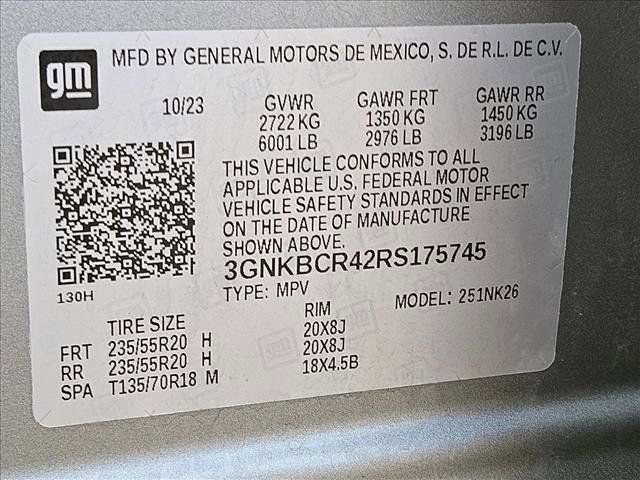 gm
MFD BY GENERAL MOTORS DE MEXICO, S. DE R.L. DE C.V.
10/23 GVWR GAWR FRT GAWR RR
2722 KG 1350 KG 1450 KG
6001 LB 2976 LB 3196 LB
THIS VEHICLE CONFORMS TO ALL
APPLICABLE U.S. FEDERAL MOTOR
VEHICLE SAFETY STANDARDS IN EFFECT
ON THE DATE OF MANUFACTURE
SHOWN ABOVE.
3GNKBCR42RS175745
130H
TYPE: MPV MODEL: 251NK26
TIRE SIZE RIM
FRT 235/55R20 H 20X8J
RR 235/55R20 H 20X8J
SPA T135/70R18 M 18X4.5B